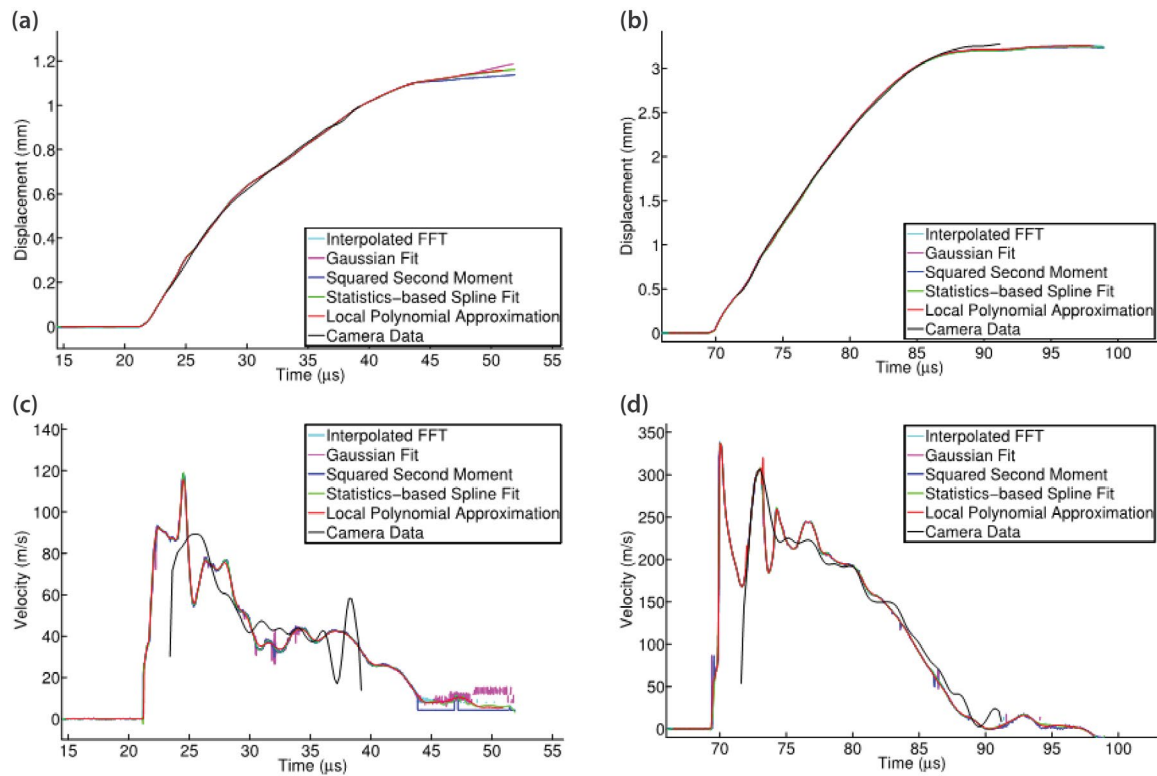 (a)
1.2
1
0.8
0.6
0.4
0.2
0
Displacement (mm)
Interpolated FFT
Gaussian Fit
Squared Second Moment
Statistics-based Spline Fit
Local Polynomial Approximation
Camera Data
15 20 25 30 35 40 45 50 55
Time (μs)
(b)
3
2.5
2
1.5
1
0.5
0
Displacement (mm)
Interpolated FFT
Gaussian Fit
Squared Second Moment
Statistics-based Spline Fit
Local Polynomial Approximation
Camera Data
70 75 80 85 90 95 100
Time (μs)
(c)
140
120
100
80
60
40
20
0
Velocity (m/s)
Interpolated FFT
Gaussian Fit
Squared Second Moment
Statistics-based Spline Fit
Local Polynomial Approximation
Camera Data
15 20 25 30 35 40 45 50 55
Time (μs)
(d)
350
300
250
200
150
100
50
0
Velocity (m/s)
Interpolated FFT
Gaussian Fit
Squared Second Moment
Statistics-based Spline Fit
Local Polynomial Approximation
Camera Data
70 75 80 85 90 95 100
Time (μs)